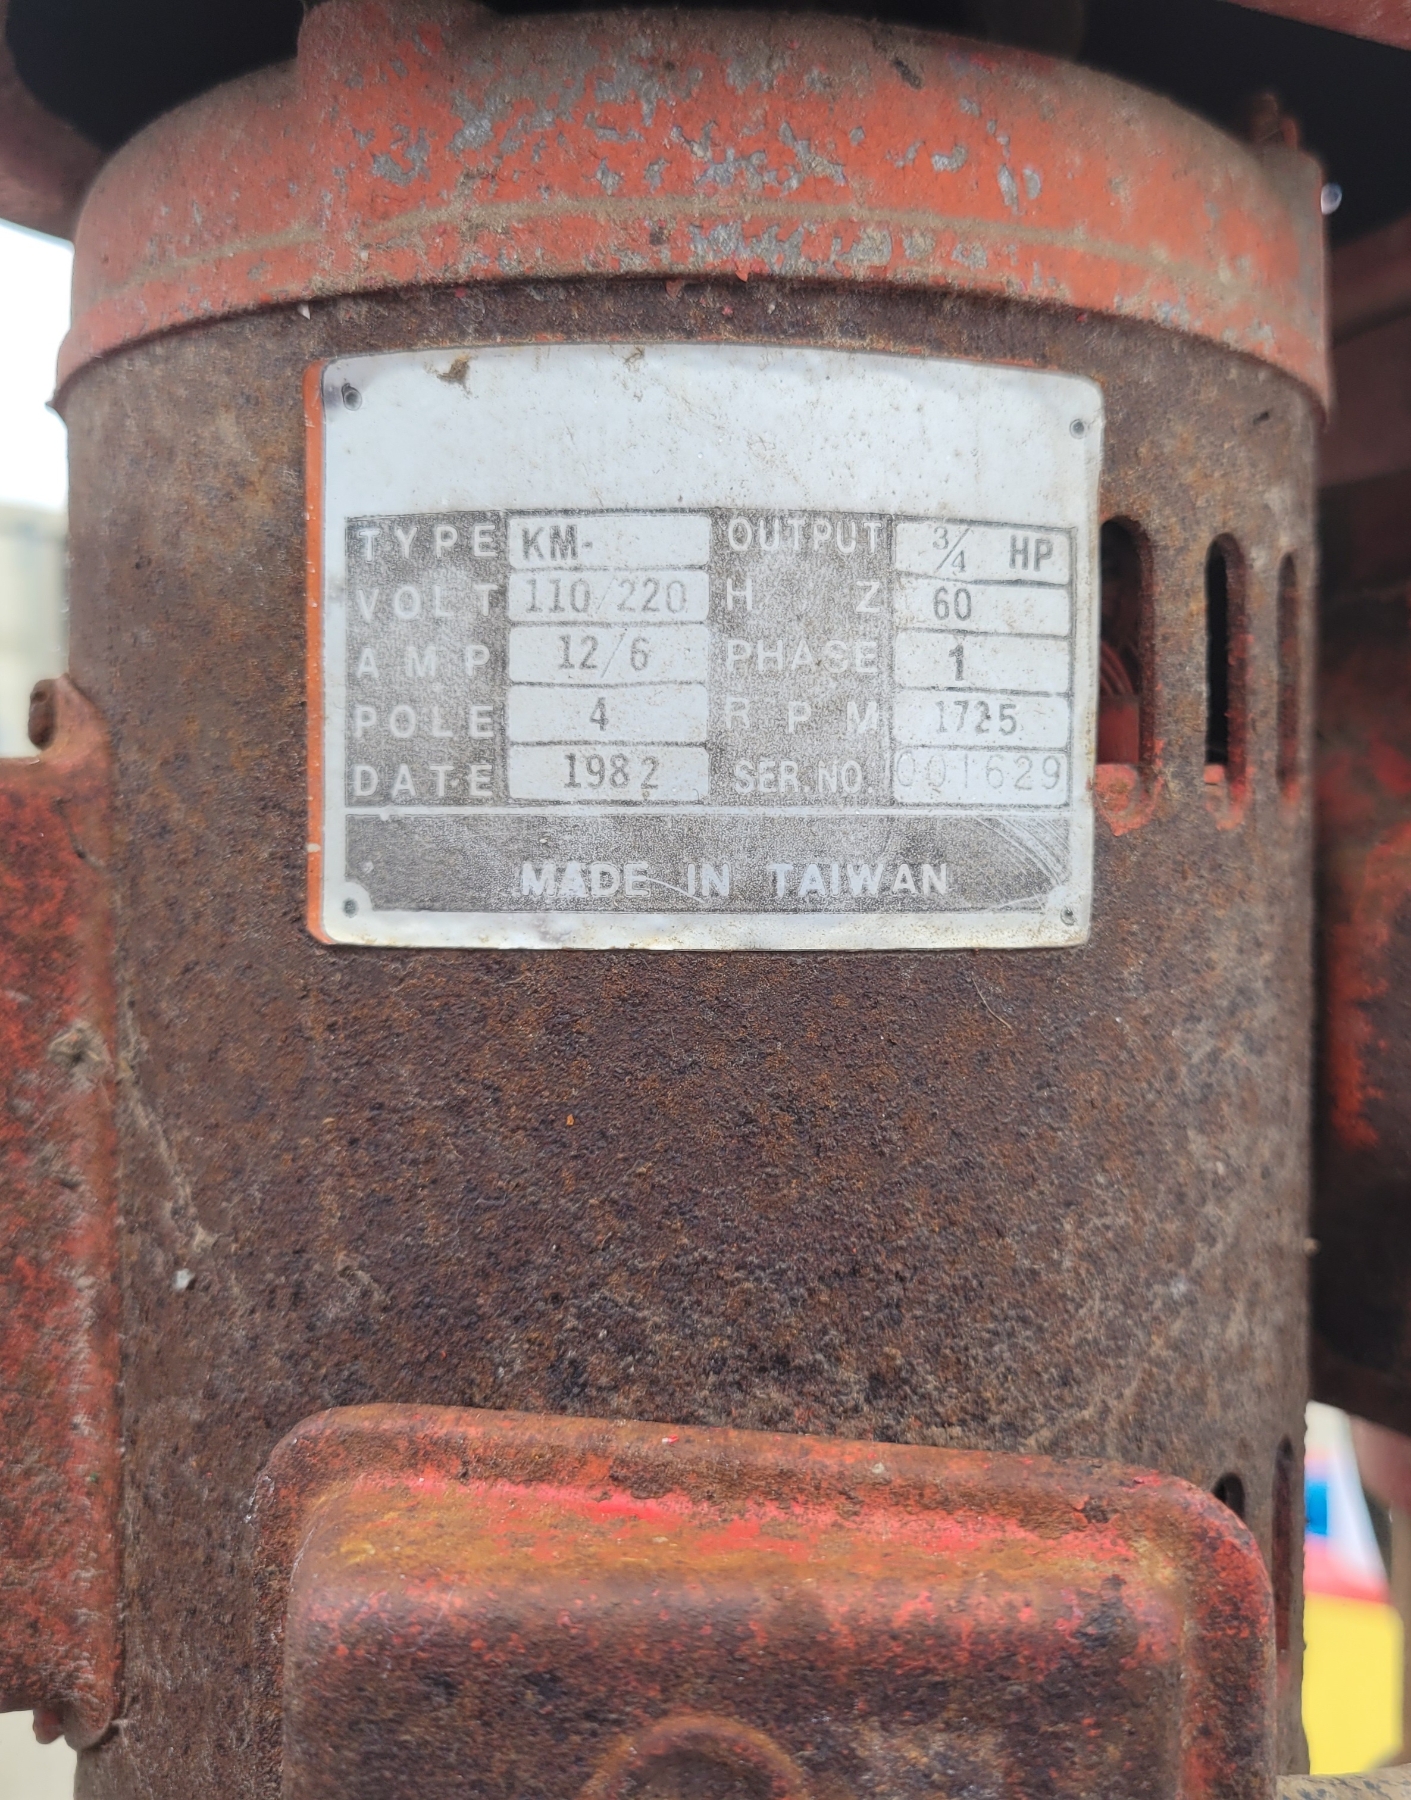 TYPE KM- OUTPUT 3/4 HP
VOLT 110/220 HZ 60
AMP 12/6 PHASE 1
POLE 4 RPM 1725
DATE 1982 SER.NO. 001629
MADE IN TAIWAN